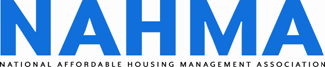 NAHMA
NATIONAL AFFORDABLE HOUSING MANAGEMENT ASSOCIATION